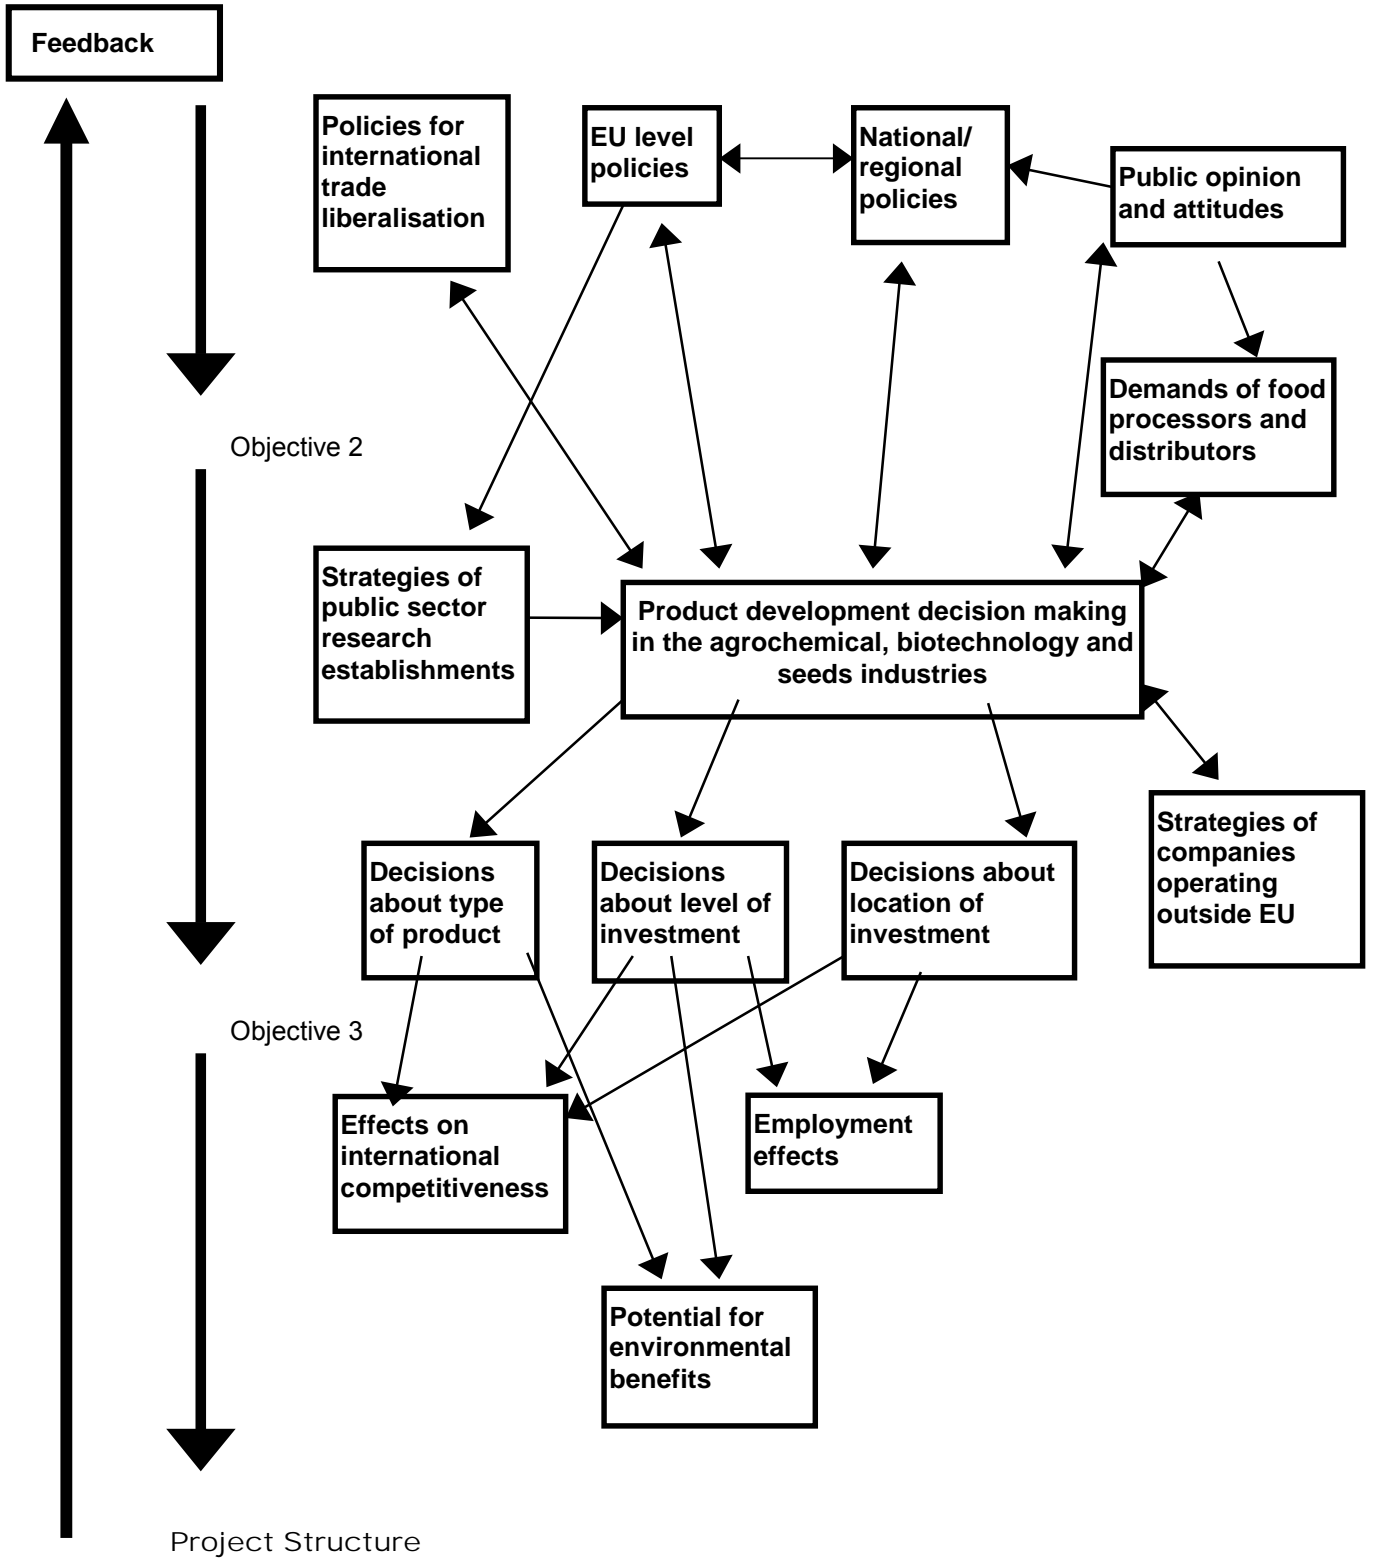 Feedback
Policies for
international
trade
liberalisation
EU level
policies
National/
regional
policies
Public opinion
and attitudes
Demands of food
processors and
distributors
Objective 2
Strategies of
public sector
research
establishments
Product development decision making
in the agrochemical, biotechnology and
seeds industries
Strategies of
companies
operating
outside EU
Decisions
about type
of product
Decisions
about level of
investment
Decisions about
location of
investment
Objective 3
Effects on
international
competitiveness
Employment
effects
Potential for
environmental
benefits
Project Structure